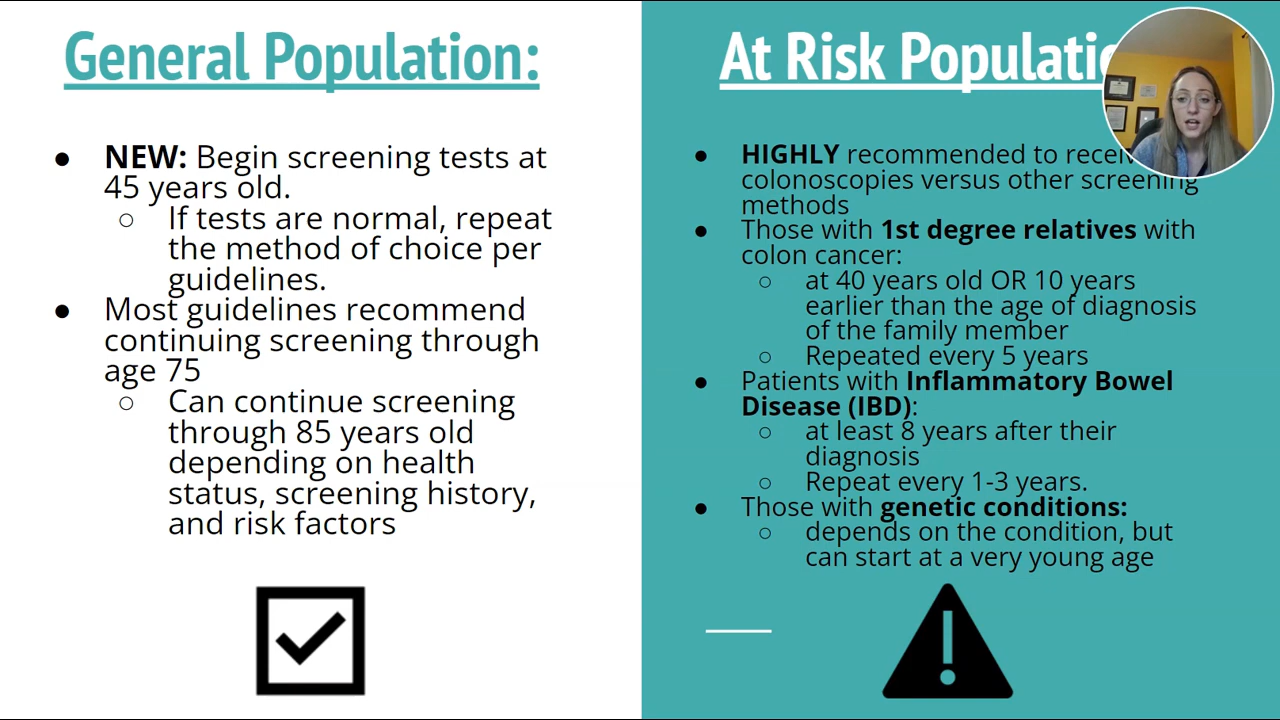 General Population:
● NEW: Begin screening tests at
45 years old.
○ If tests are normal, repeat
the method of choice per
guidelines.
● Most guidelines recommend
continuing screening through
age 75
○ Can continue screening
through 85 years old
depending on health
status, screening history,
and risk factors
At Risk
● HIGHLY recommended to
colonoscopies versus other screening
methods
● Those with 1st degree relatives with
colon cancer:
○ at 40 years old OR 10 years
earlier than the age of diagnosis
of the family member
○ Repeated every 5 years
● Patients with Inflammatory Bowel
Disease (IBD):
○ at least 8 years after their
diagnosis
○ Repeat every 1-3 years.
● Those with genetic conditions:
○ depends on the condition, but
can start at a very young age